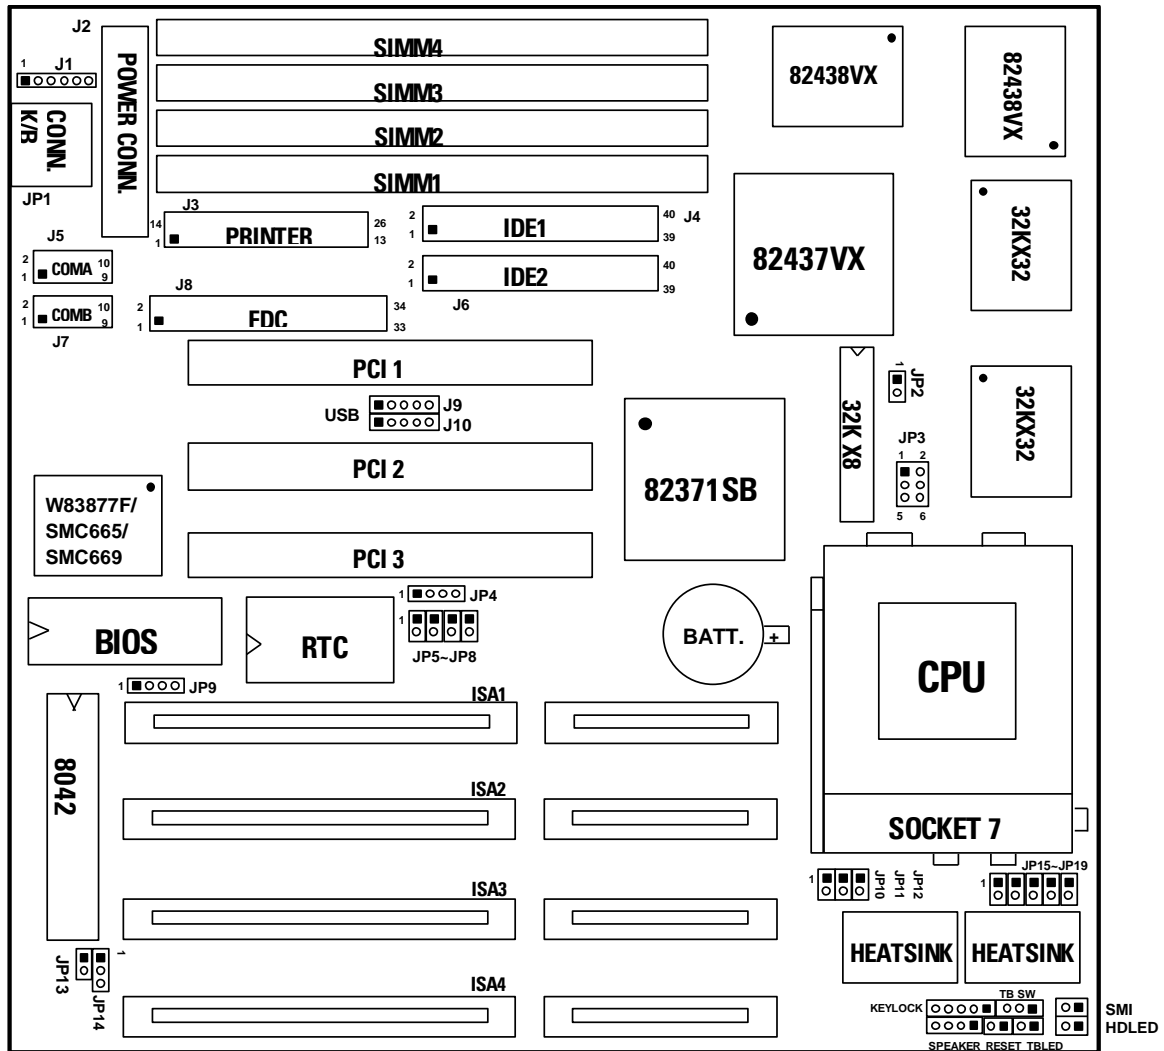 J2
SIMM4
82438VX
82438VX
1
J1
POWER CONN.
SIMM3
CONN.
K/B
SIMM2
SIMM1
JP1
J3
14
1
PRINTER
26
13
2
1
IDE1
40
39
J4
82437VX
32KX32
J5
2
1
COMA
10
9
2
1
IDE2
40
39
J6
J8
2
1
COMB
10
9
J7
2
1
FDC
34
33
PCI 1
USB
J9
J10
32K X8
1
JP2
JP3
1 2
5 6
32KX32
PCI 2
82371SB
W83877F/
SMC665/
SMC669
PCI 3
1
JP4
1
JP5~JP8
BIOS
RTC
BATT.
+
CPU
1
JP9
ISA1
8042
ISA2
SOCKET 7
ISA3
1
JP10
JP11
JP12
JP15~JP19
1
HEATSINK
HEATSINK
JP13
JP14
1
ISA4
TB SW
KEYLOCK
SMI
HDLED
SPEAKER RESET TBLED